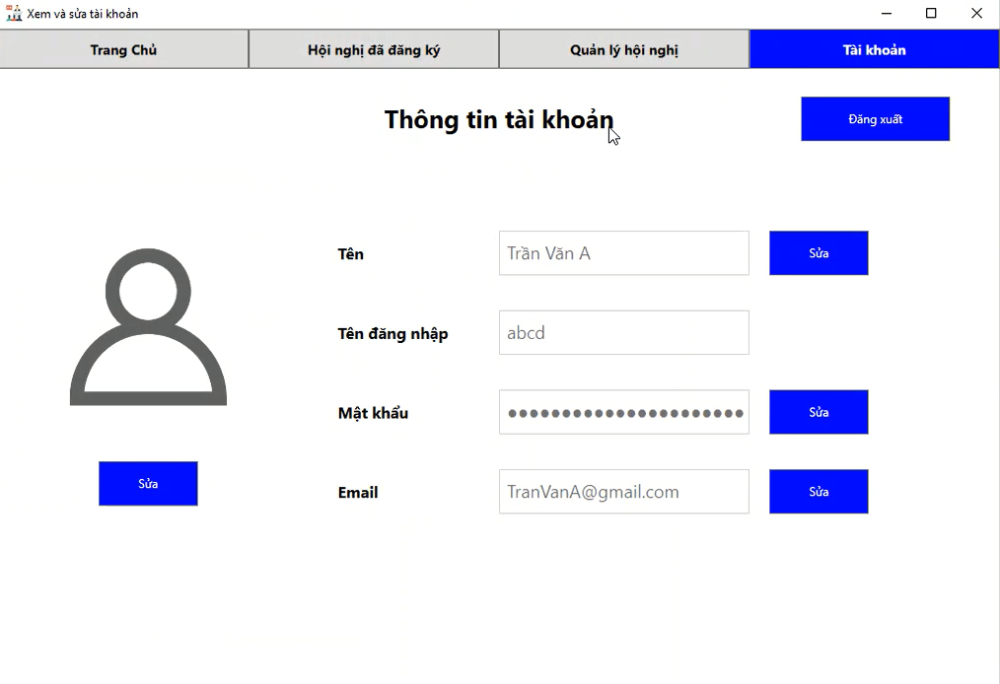 Xem và sửa tài khoản
Trang Chủ
Hội nghị đã đăng ký
Quản lý hội nghị
Tài khoản
Thông tin tài khoản
Đăng xuất
Tên
Trần Văn A
Sửa
Tên đăng nhập
abcd
Mật khẩu
●●●●●●●●●●●●●●●●●●●●●●
Sửa
Sửa
Email
TranVanA@gmail.com
Sửa